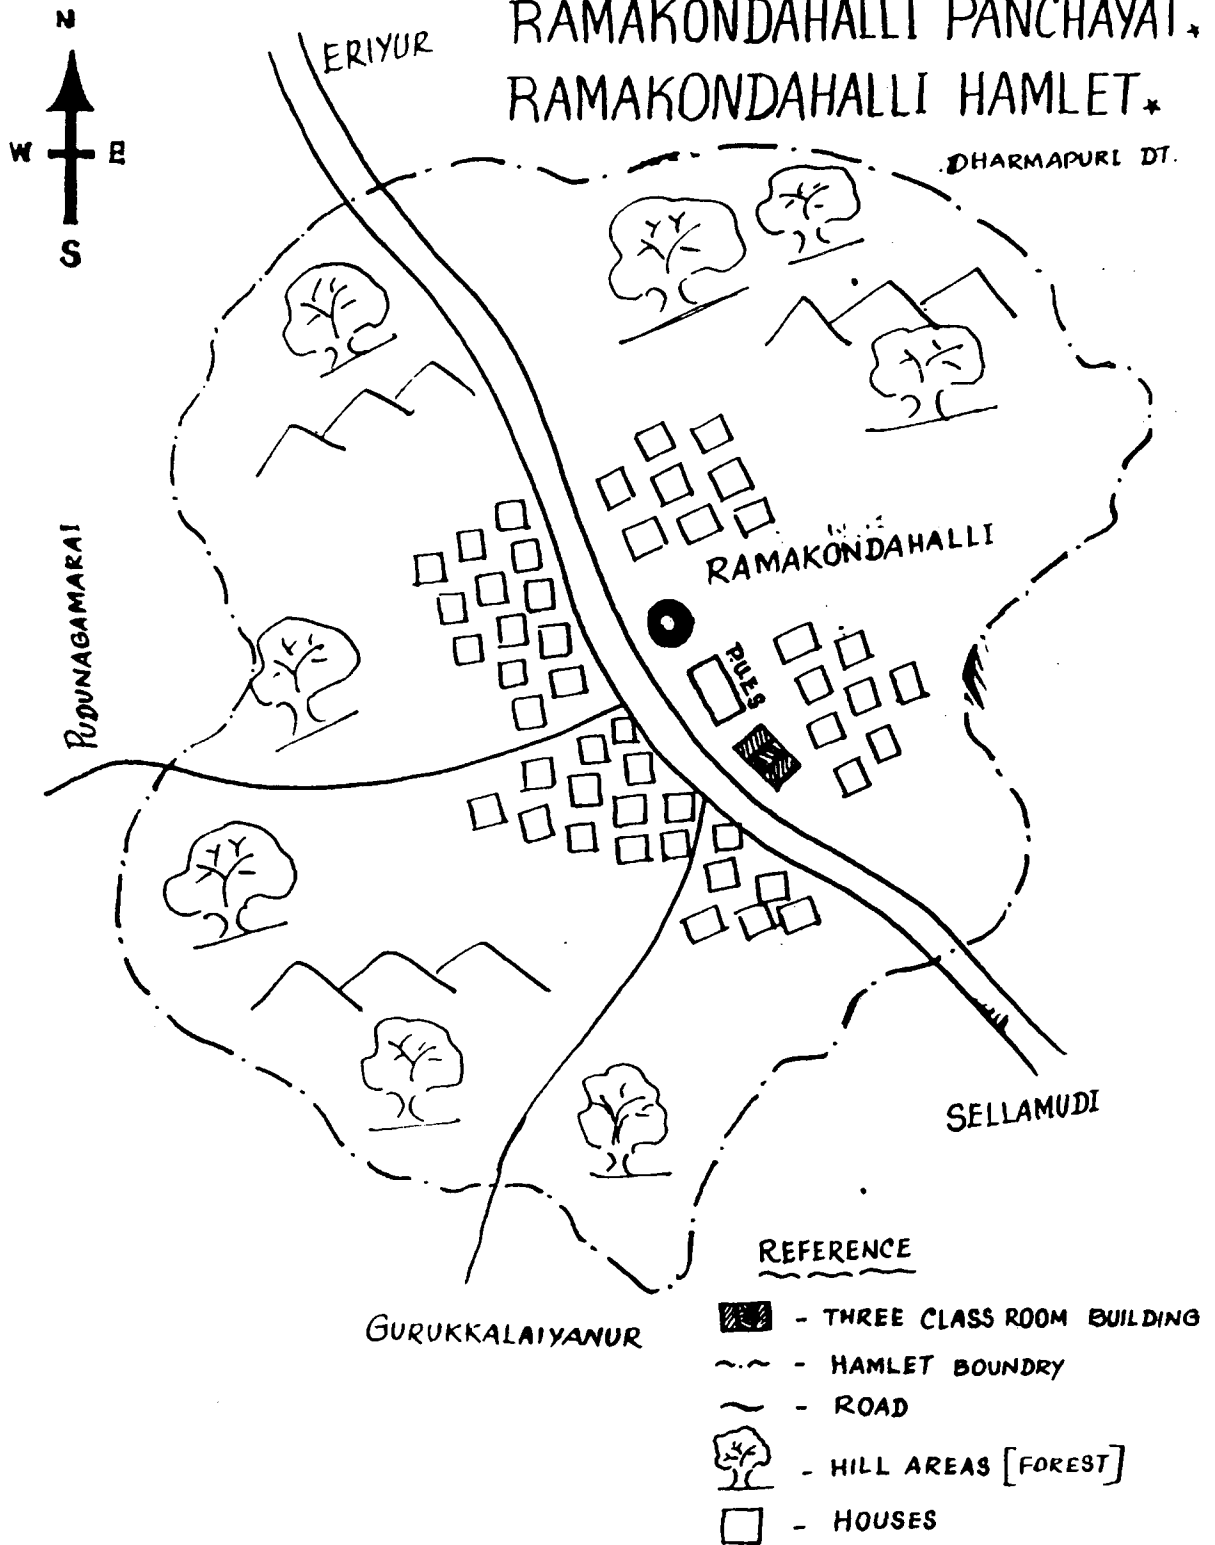 RAMAKONDAHALLI PANCHAYAT.
RAMAKONDAHALLI HAMLET.
DHARMAPURI DT.
N
W E
S
ERIYUR
PUDUNAGAMARAI
RAMAKONDAHALLI
P.U.E.S
SELLAMUDI
GURUKKALAIYANUR
REFERENCE
- THREE CLASS ROOM BUILDING
- HAMLET BOUNDRY
- ROAD
- HILL AREAS [FOREST]
- HOUSES